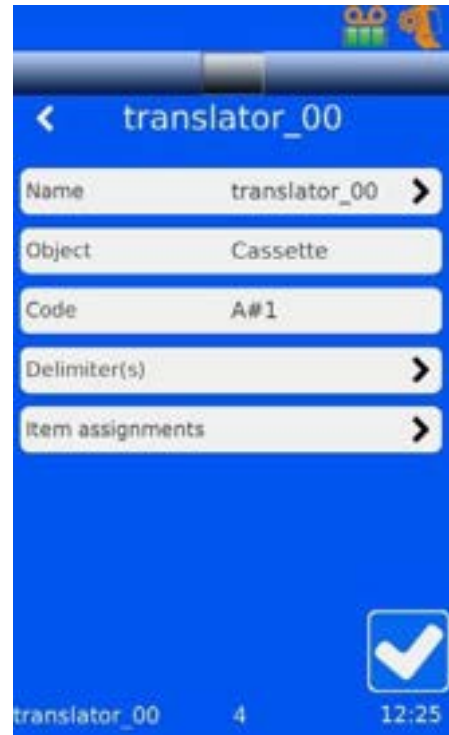 translator_00
Name translator_00
Object Cassette
Code A#1
Delimiter(s)
Item assignments
translator_00 4 12:25